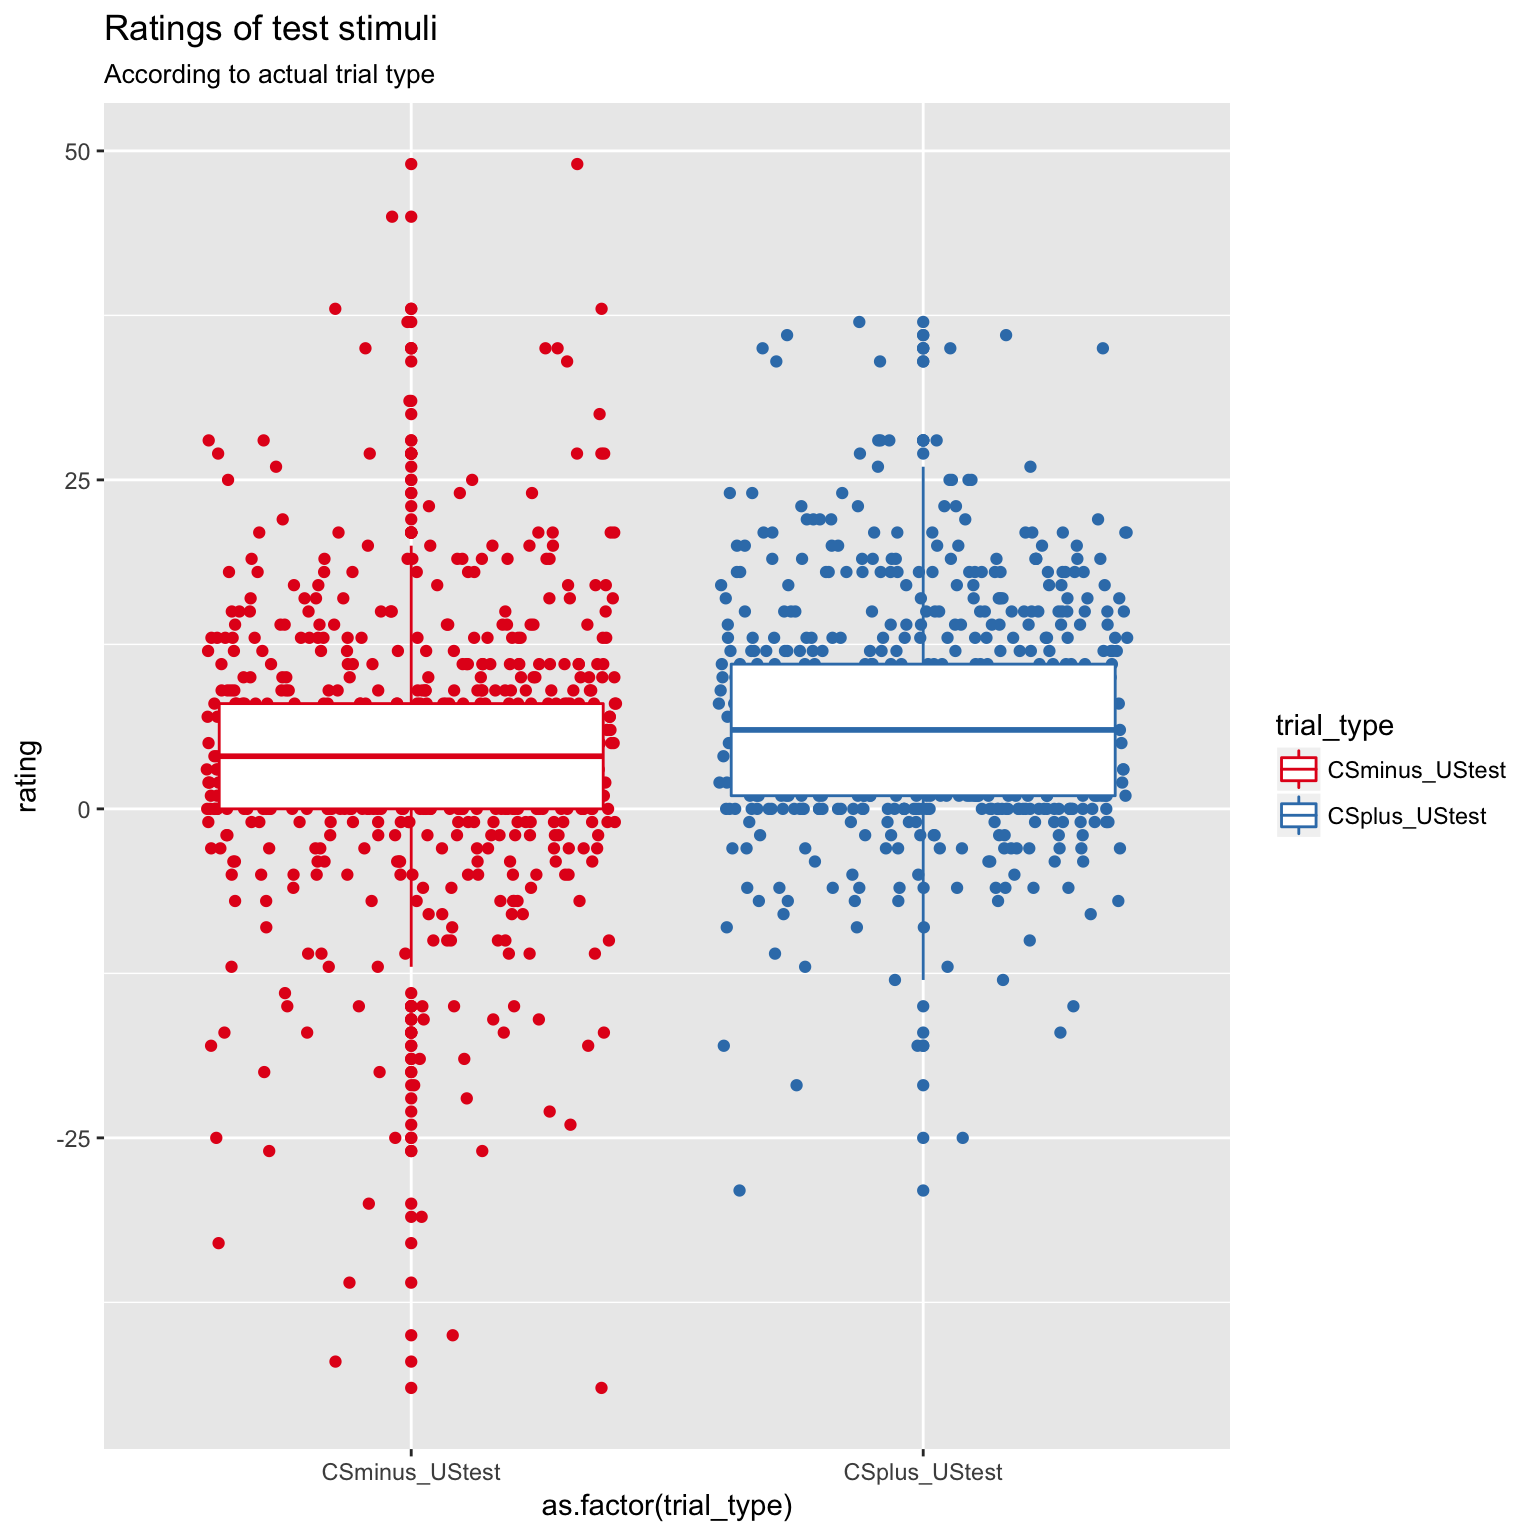 Ratings of test stimuli
According to actual trial type
50
25
0
-25
rating
CSminus_UStest
CSplus_UStest
as.factor(trial_type)
trial_type
CSminus_UStest
CSplus_UStest